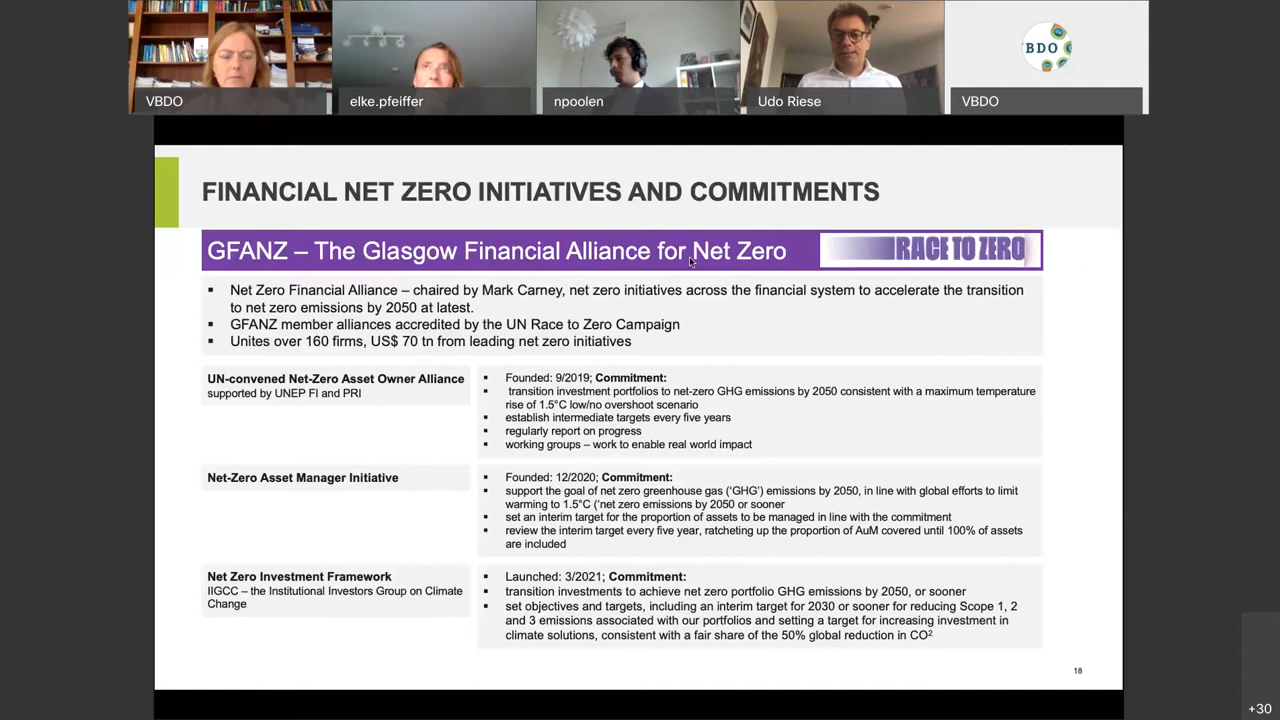 VBDO
elke.pfeiffer
npoolen
Udo Riese
VBDO
VBDO
FINANCIAL NET ZERO INITIATIVES AND COMMITMENTS
GFANZ – The Glasgow Financial Alliance for Net Zero
RACE TO ZERO
▪ Net Zero Financial Alliance – chaired by Mark Carney, net zero initiatives across the financial system to accelerate the transition
to net zero emissions by 2050 at latest.
▪ GFANZ member alliances accredited by the UN Race to Zero Campaign
▪ Unites over 160 firms, US$ 70 tn from leading net zero initiatives
UN-convened Net-Zero Asset Owner Alliance
supported by UNEP FI and PRI
▪ Founded: 9/2019; Commitment:
▪ transition investment portfolios to net-zero GHG emissions by 2050 consistent with a maximum temperature
rise of 1.5°C low/no overshoot scenario
▪ establish intermediate targets every five years
▪ regularly report on progress
▪ working groups – work to enable real world impact
Net-Zero Asset Manager Initiative
▪ Founded: 12/2020; Commitment:
▪ support the goal of net zero greenhouse gas (‘GHG’) emissions by 2050, in line with global efforts to limit
warming to 1.5°C (‘net zero emissions by 2050 or sooner
▪ set an interim target for the proportion of assets to be managed in line with the commitment
▪ review the interim target every five year, ratcheting up the proportion of AuM covered until 100% of assets
are included
Net Zero Investment Framework
IIGCC – the Institutional Investors Group on Climate
Change
▪ Launched: 3/2021; Commitment:
▪ transition investments to achieve net zero portfolio GHG emissions by 2050, or sooner
▪ set objectives and targets, including an interim target for 2030 or sooner for reducing Scope 1, 2
and 3 emissions associated with our portfolios and setting a target for increasing investment in
climate solutions, consistent with a fair share of the 50% global reduction in CO²
18
+30